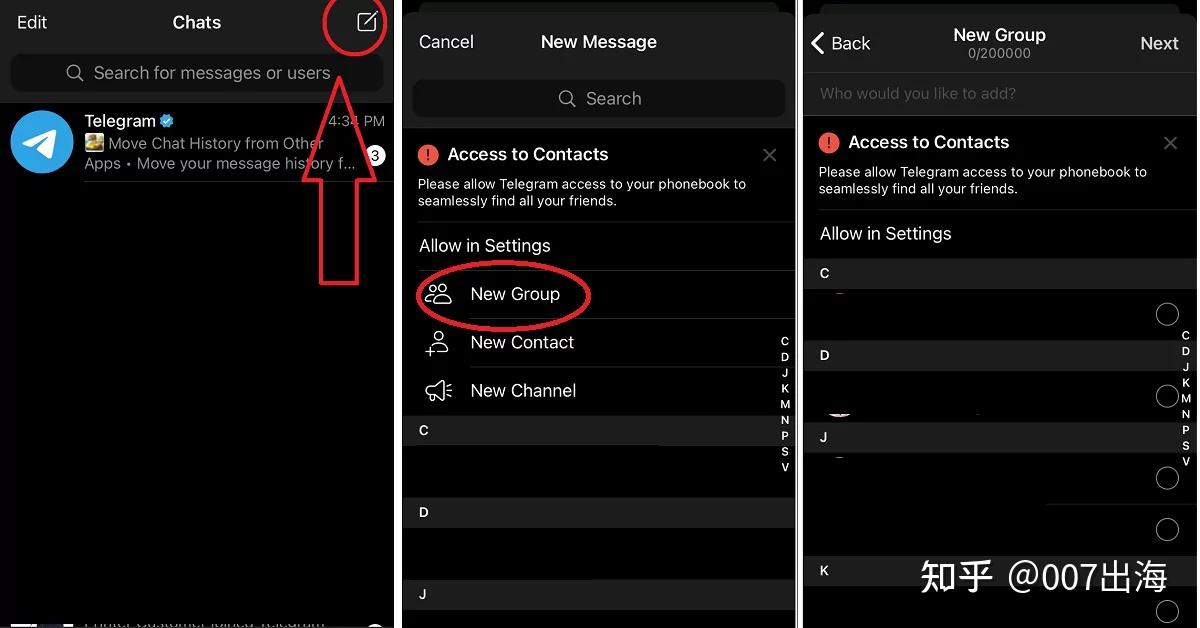 Edit
Chats
Search for messages or users
Telegram
4:34 PM
Move Chat History from Other
Apps • Move your message history f...
3
Cancel
New Message
Search
Access to Contacts
Please allow Telegram access to your phonebook to
seamlessly find all your friends.
Allow in Settings
New Group
New Contact
New Channel
C
D
J
C
D
J
K
M
N
P
S
V
Back
New Group
0/200000
Next
Who would you like to add?
Access to Contacts
Please allow Telegram access to your phonebook to
seamlessly find all your friends.
Allow in Settings
C
D
J
K
C
D
J
K
M
N
P
S
V
知乎 @007出海